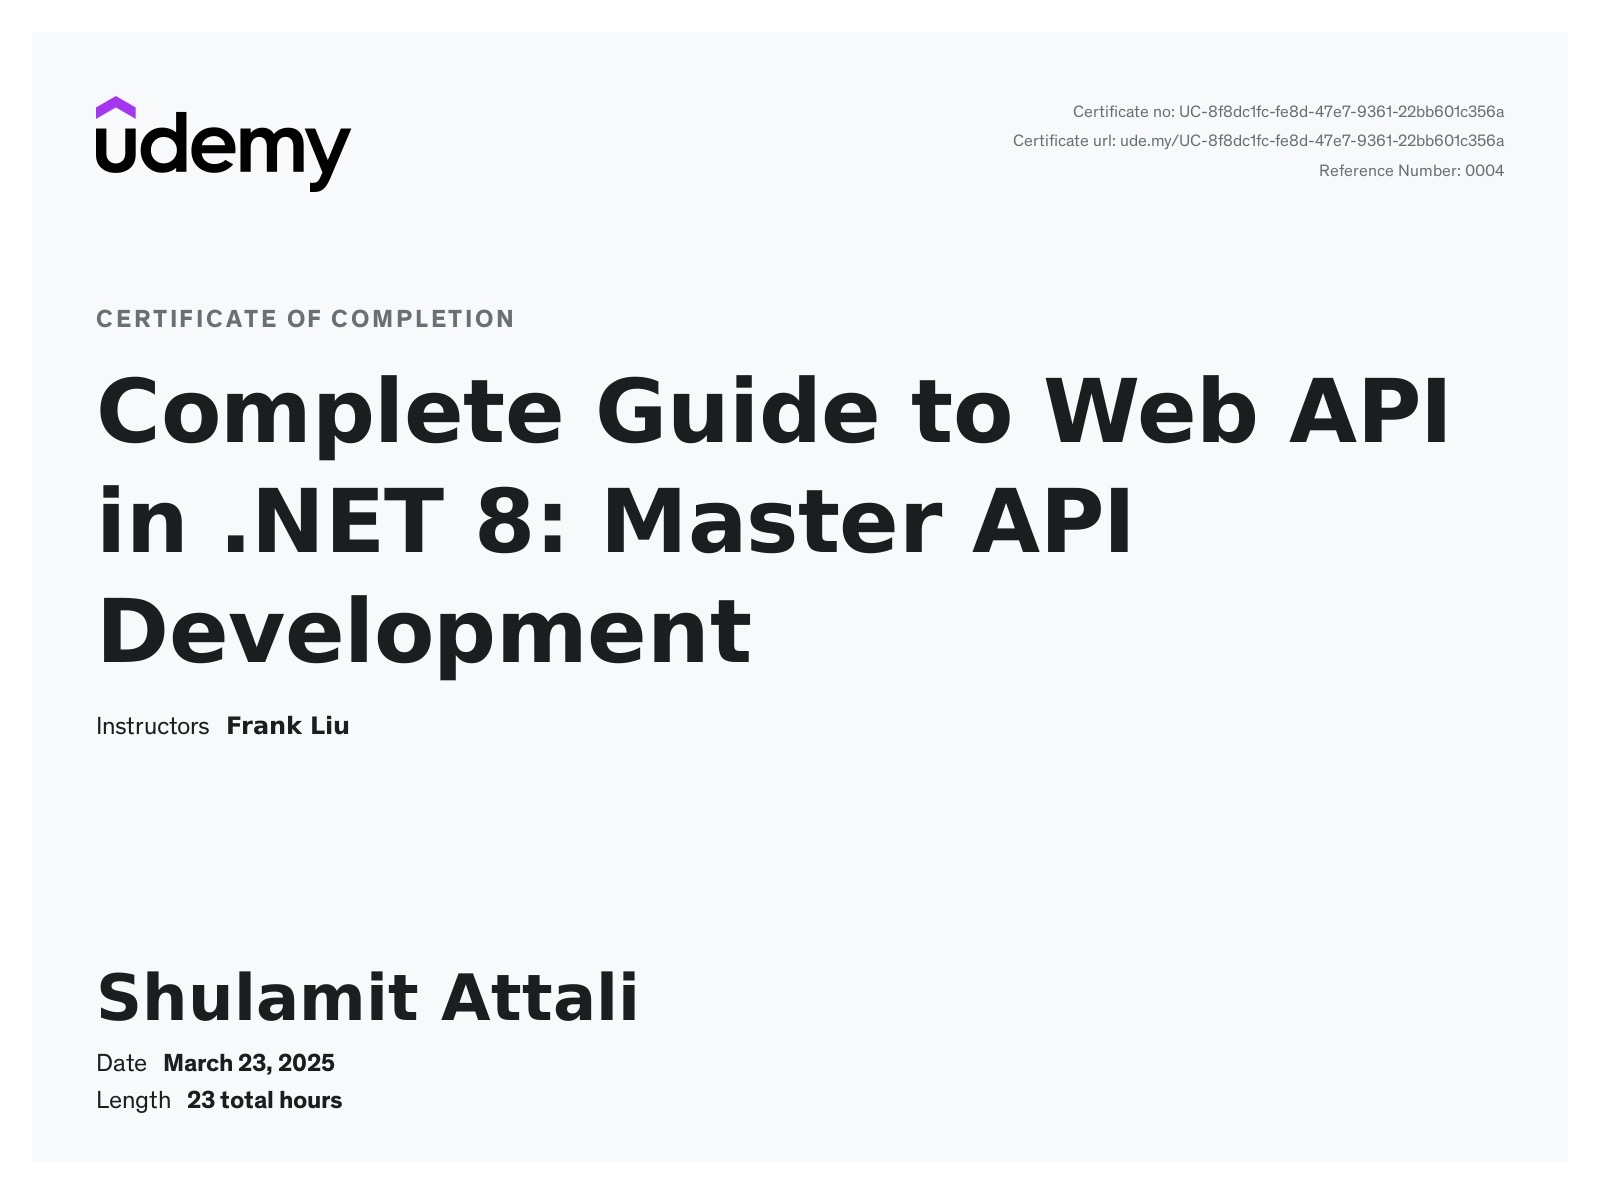 udemy
Certificate no: UC-8f8dc1fc-fe8d-47e7-9361-22bb601c356a
Certificate url: ude.my/UC-8f8dc1fc-fe8d-47e7-9361-22bb601c356a
Reference Number: 0004
CERTIFICATE OF COMPLETION
Complete Guide to Web API
in .NET 8: Master API
Development
Instructors Frank Liu
Shulamit Attali
Date March 23, 2025
Length 23 total hours